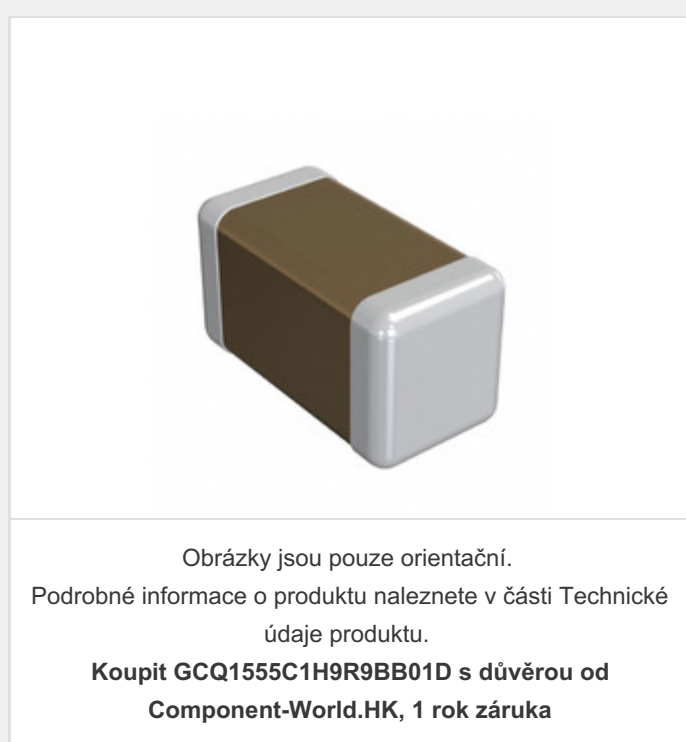 Obrázky jsou pouze orientační.
Podrobné informace o produktu naleznete v části Technické
údaje produktu.
Koupit GCQ1555C1H9R9BB01D s důvěrou od
Component-World.HK, 1 rok záruka